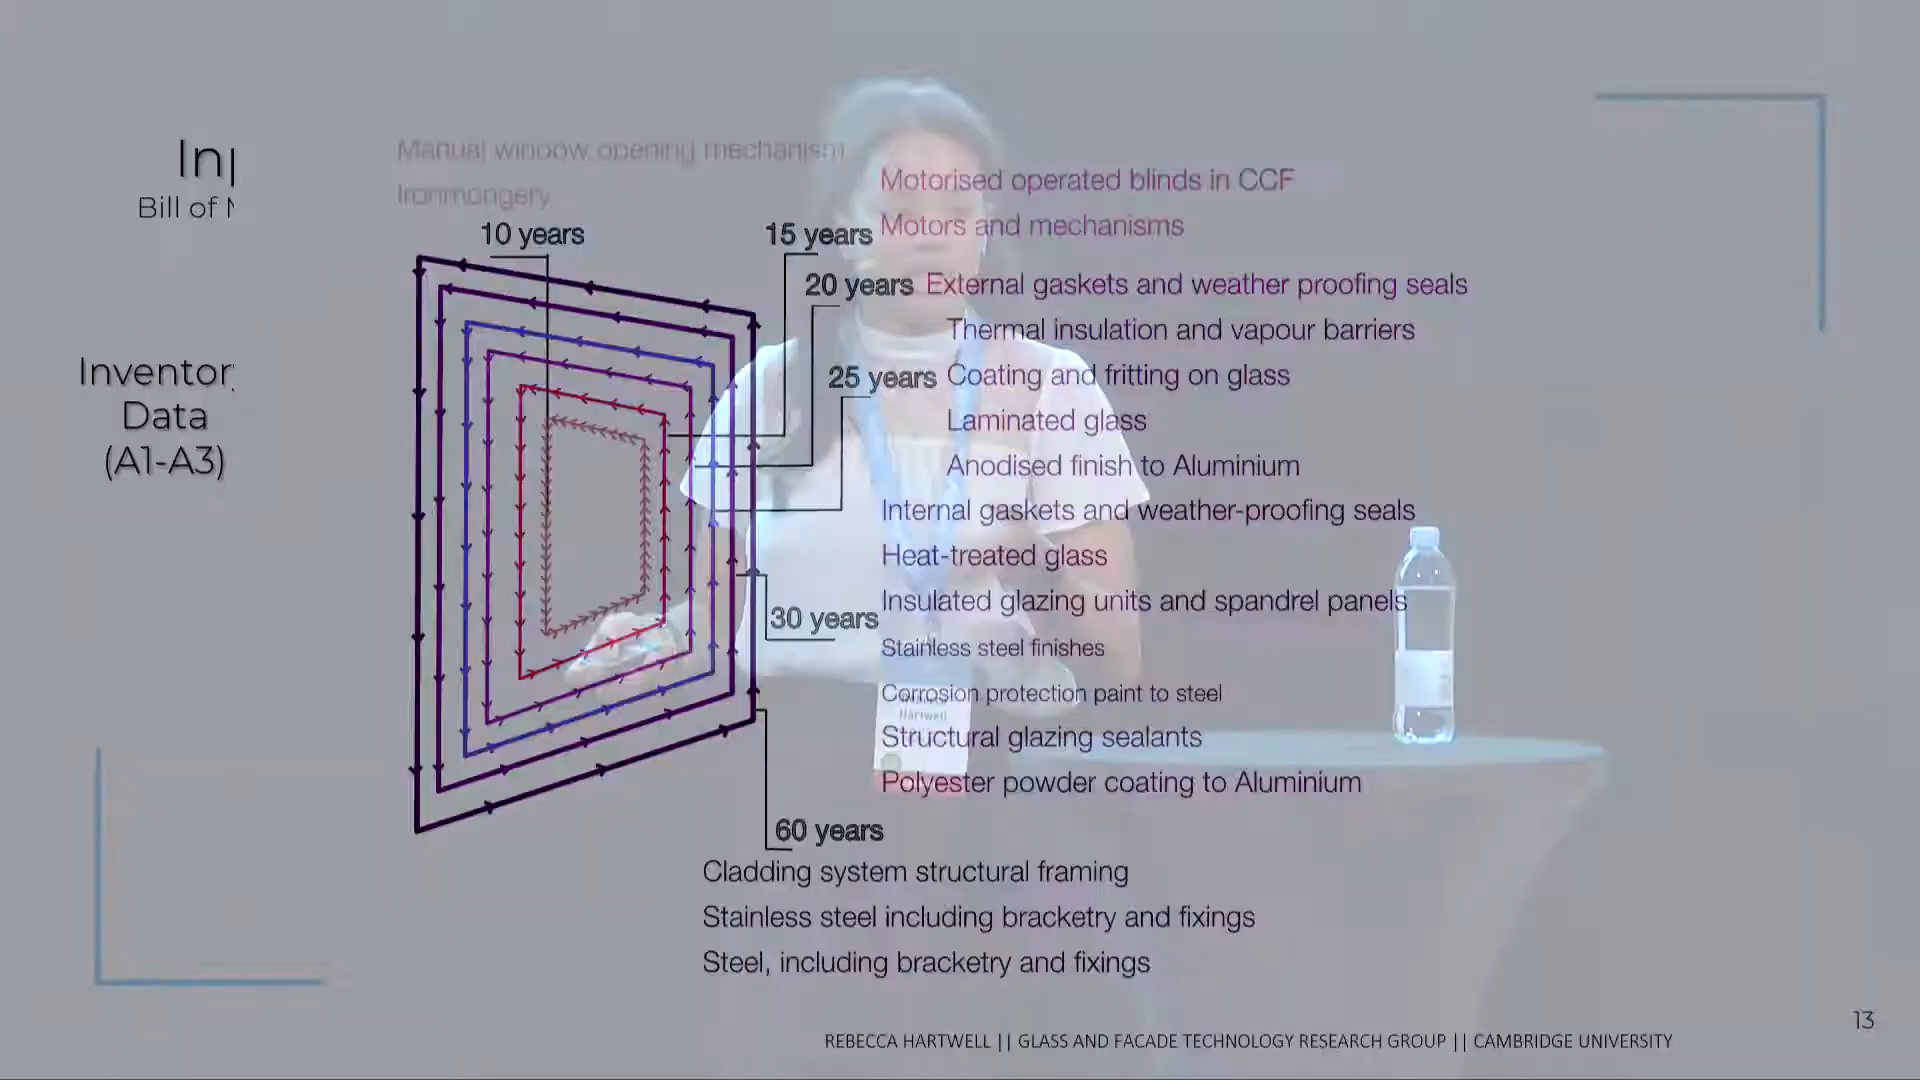 Bill of
Data
(A1-A3)
Manual window opening mechanism
Ironmongery
10 years
15 years
Motorised operated blinds in CCF
Motors and mechanisms
20 years
External gaskets and weather proofing seals
Thermal insulation and vapour barriers
Coating and fritting on glass
Laminated glass
Anodised finish to Aluminium
25 years
Internal gaskets and weather-proofing seals
Heat-treated glass
Insulated glazing units and spandrel panels
30 years
Stainless steel finishes
Corrosion protection paint to steel
Structural glazing sealants
Polyester powder coating to Aluminium
60 years
Cladding system structural framing
Stainless steel including bracketry and fixings
Steel, including bracketry and fixings
Hartwell
13
REBECCA HARTWELL || GLASS AND FACADE TECHNOLOGY RESEARCH GROUP || CAMBRIDGE UNIVERSITY